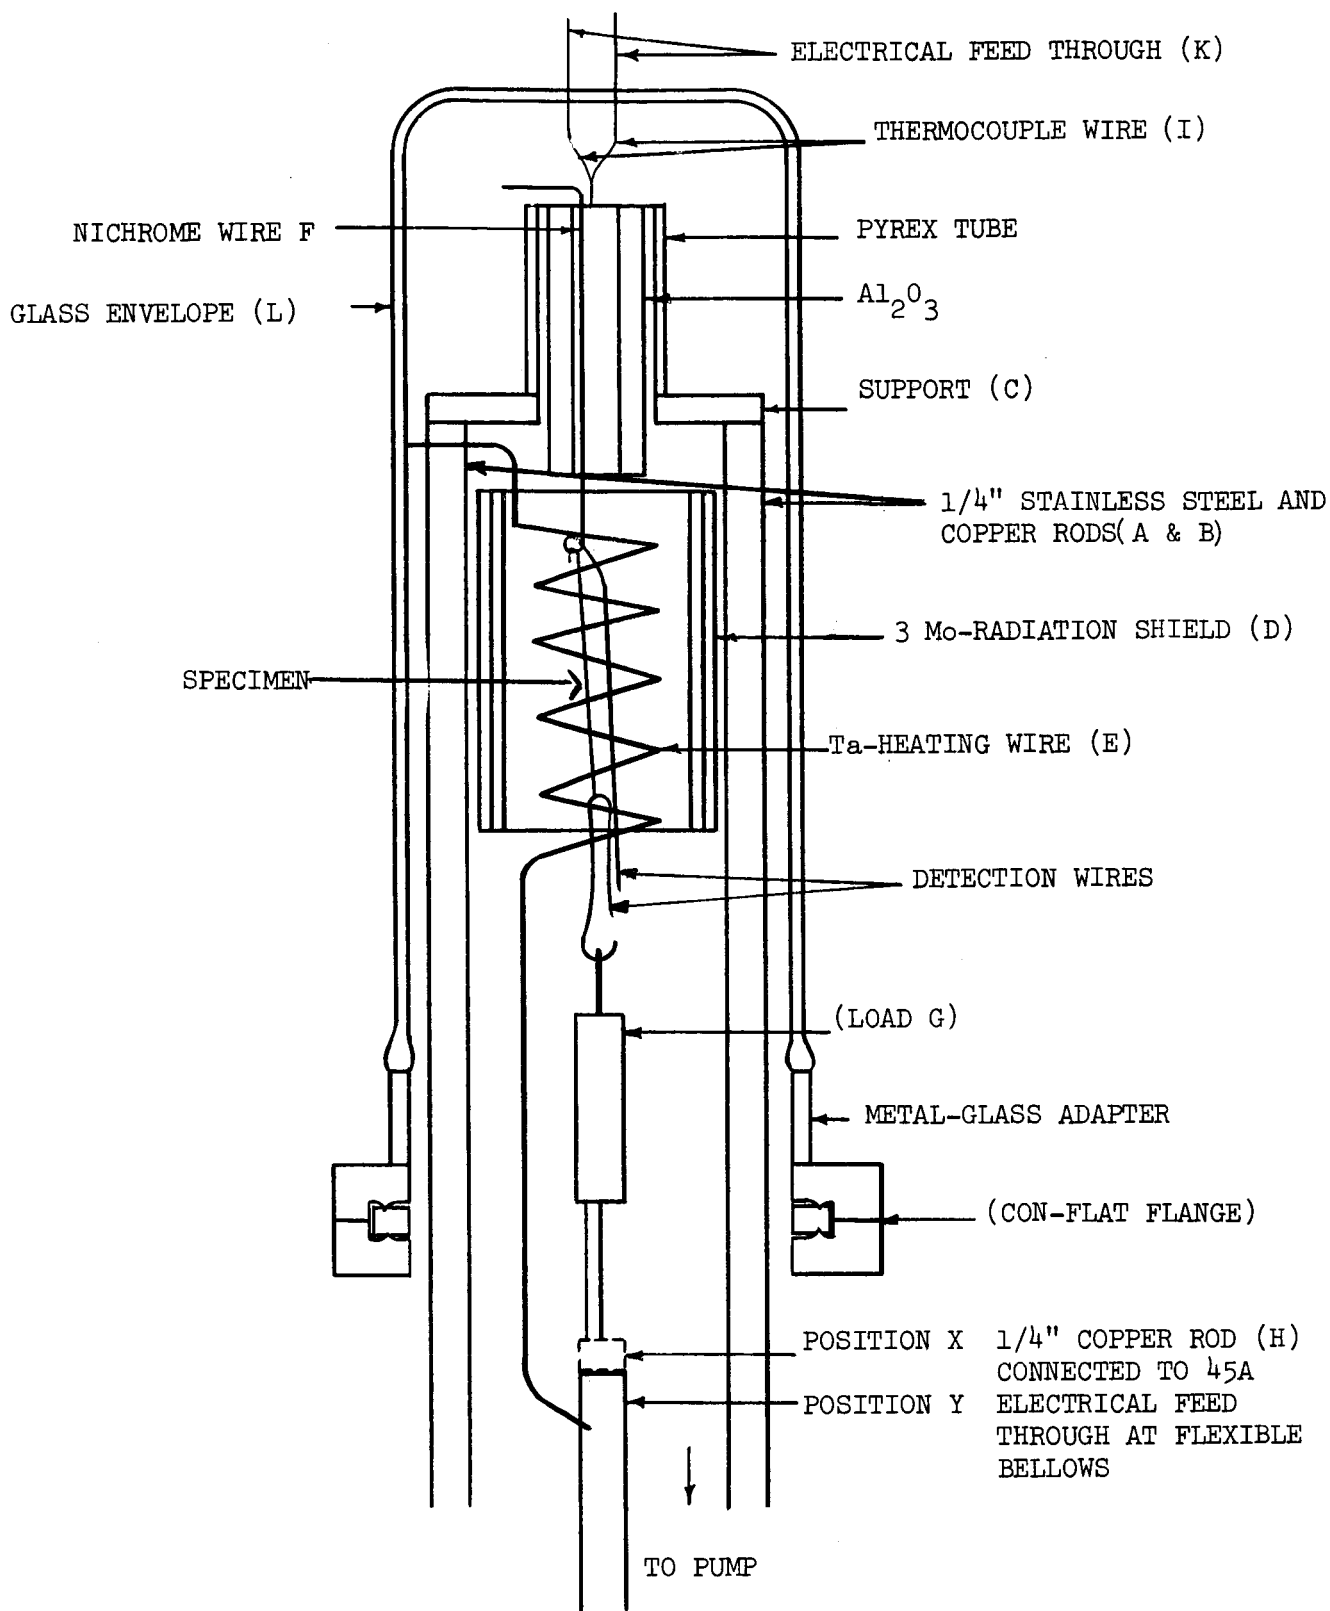 ELECTRICAL FEED THROUGH (K)
THERMOCOUPLE WIRE (I)
NICHROME WIRE F
PYREX TUBE
GLASS ENVELOPE (L)
Al2O3
SUPPORT (C)
1/4" STAINLESS STEEL AND
COPPER RODS(A & B)
3 Mo-RADIATION SHIELD (D)
SPECIMEN
Ta-HEATING WIRE (E)
DETECTION WIRES
(LOAD G)
METAL-GLASS ADAPTER
(CON-FLAT FLANGE)
POSITION X 1/4" COPPER ROD (H)
CONNECTED TO 45A
POSITION Y ELECTRICAL FEED
THROUGH AT FLEXIBLE
BELLOWS
TO PUMP